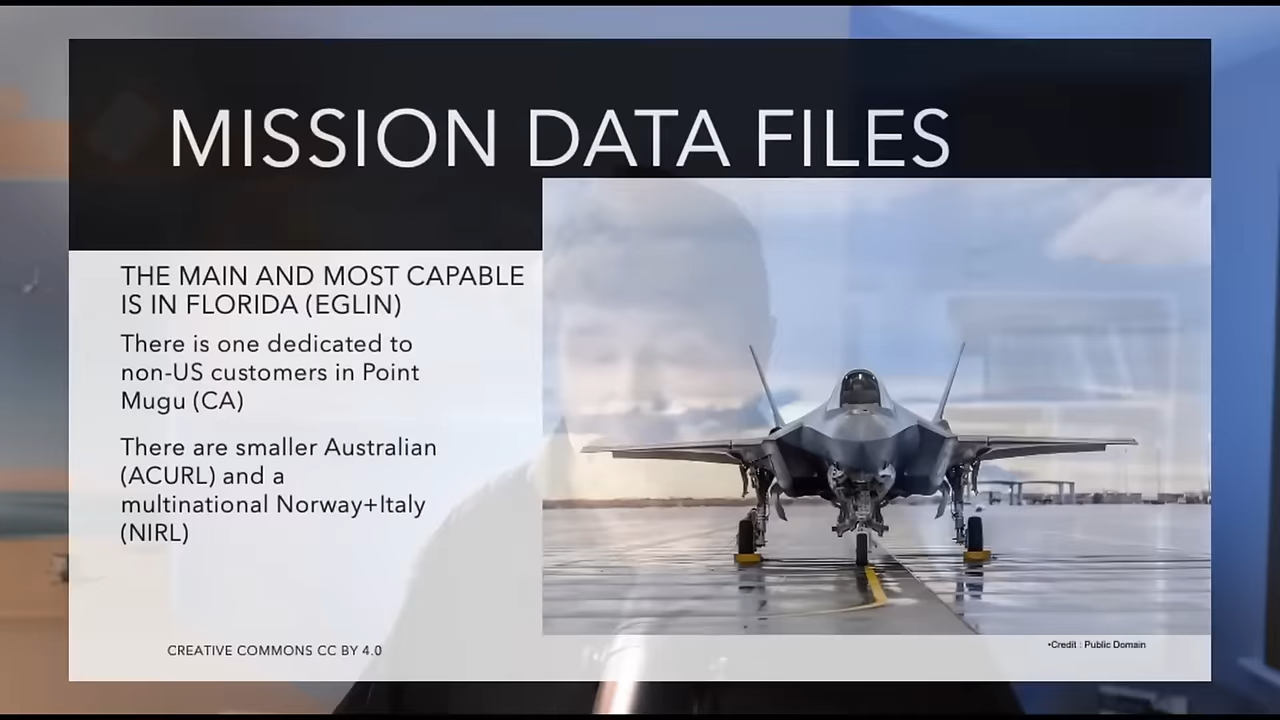 MISSION DATA FILES
THE MAIN AND MOST CAPABLE
IS IN FLORIDA (EGLIN)
There is one dedicated to
non-US customers in Point
Mugu (CA)
There are smaller Australian
(ACURL) and a
multinational Norway+Italy
(NIRL)
CREATIVE COMMONS CC BY 4.0
•Credit : Public Domain